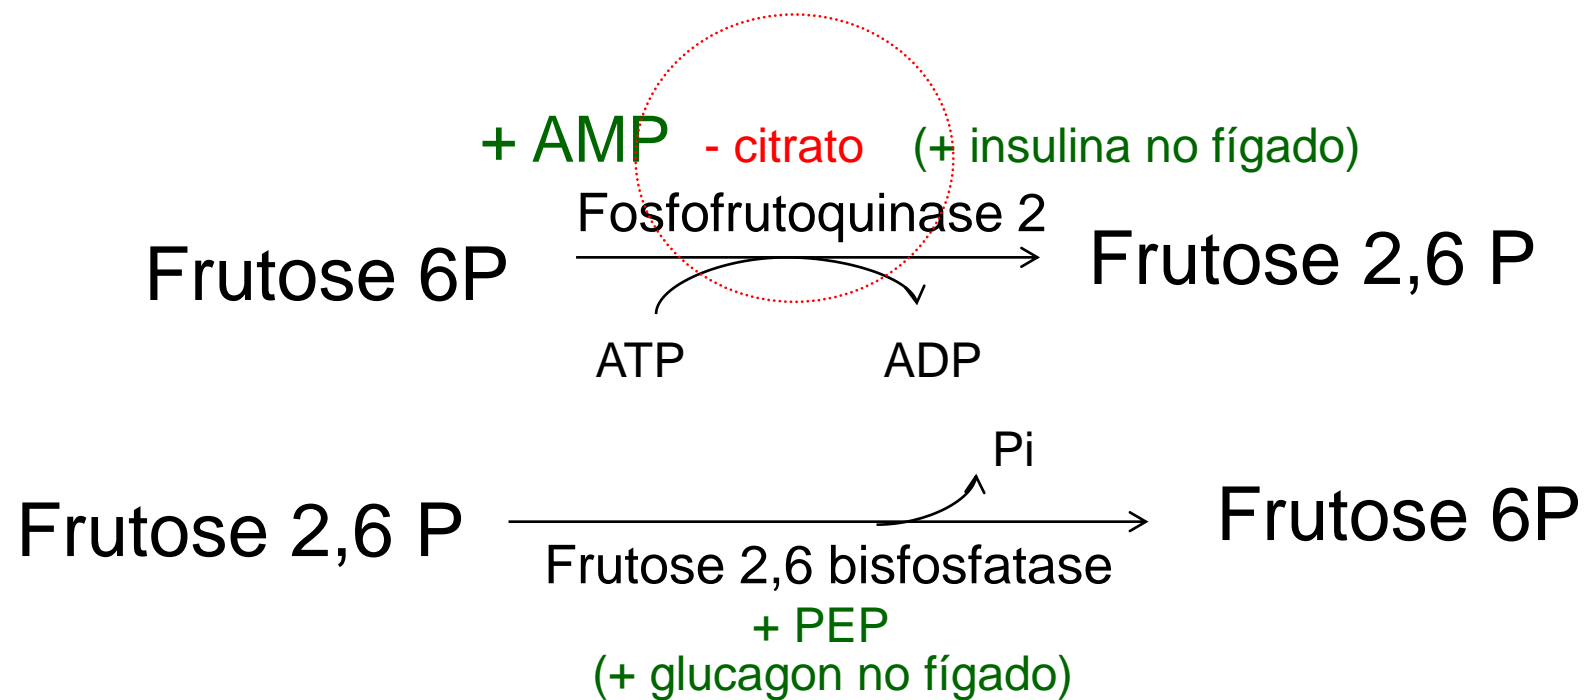 + AMP - citrato (+ insulina no fígado)
Fosfofrutoquinase 2
Frutose 6P Frutose 2,6 P
ATP ADP
Pi
Frutose 2,6 P Frutose 6P
Frutose 2,6 bisfosfatase
+ PEP
(+ glucagon no fígado)